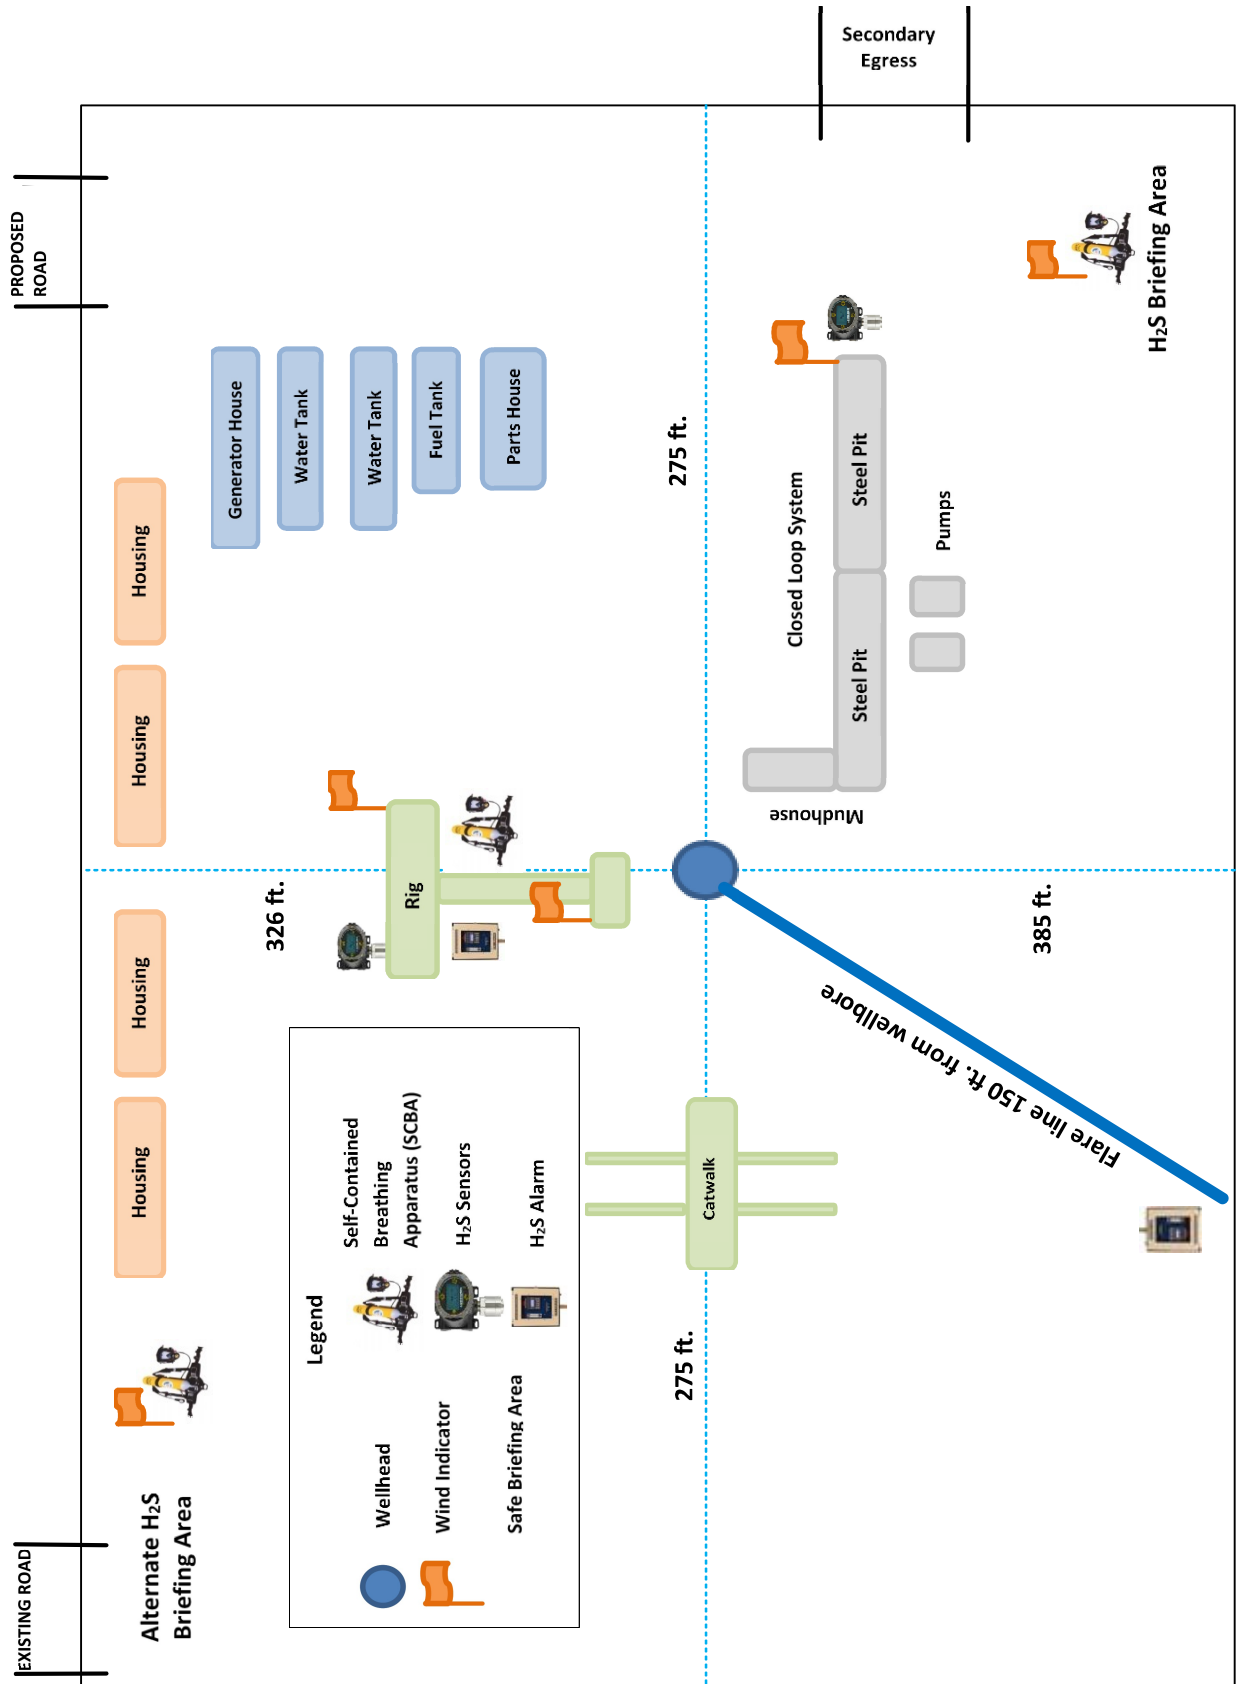 Secondary
Egress
PROPOSED
ROAD
H₂S Briefing Area
Generator House
Water Tank
Water Tank
Fuel Tank
Parts House
275 ft.
Closed Loop System
Steel Pit
Steel Pit
Pumps
Mudhouse
Housing
Housing
Housing
Housing
326 ft.
Rig
385 ft.
Flare line 150 ft. from wellbore
Catwalk
275 ft.
Legend
Self-Contained
Breathing
Apparatus (SCBA)
H₂S Sensors
H₂S Alarm
Wellhead
Wind Indicator
Safe Briefing Area
Alternate H₂S
Briefing Area
EXISTING ROAD